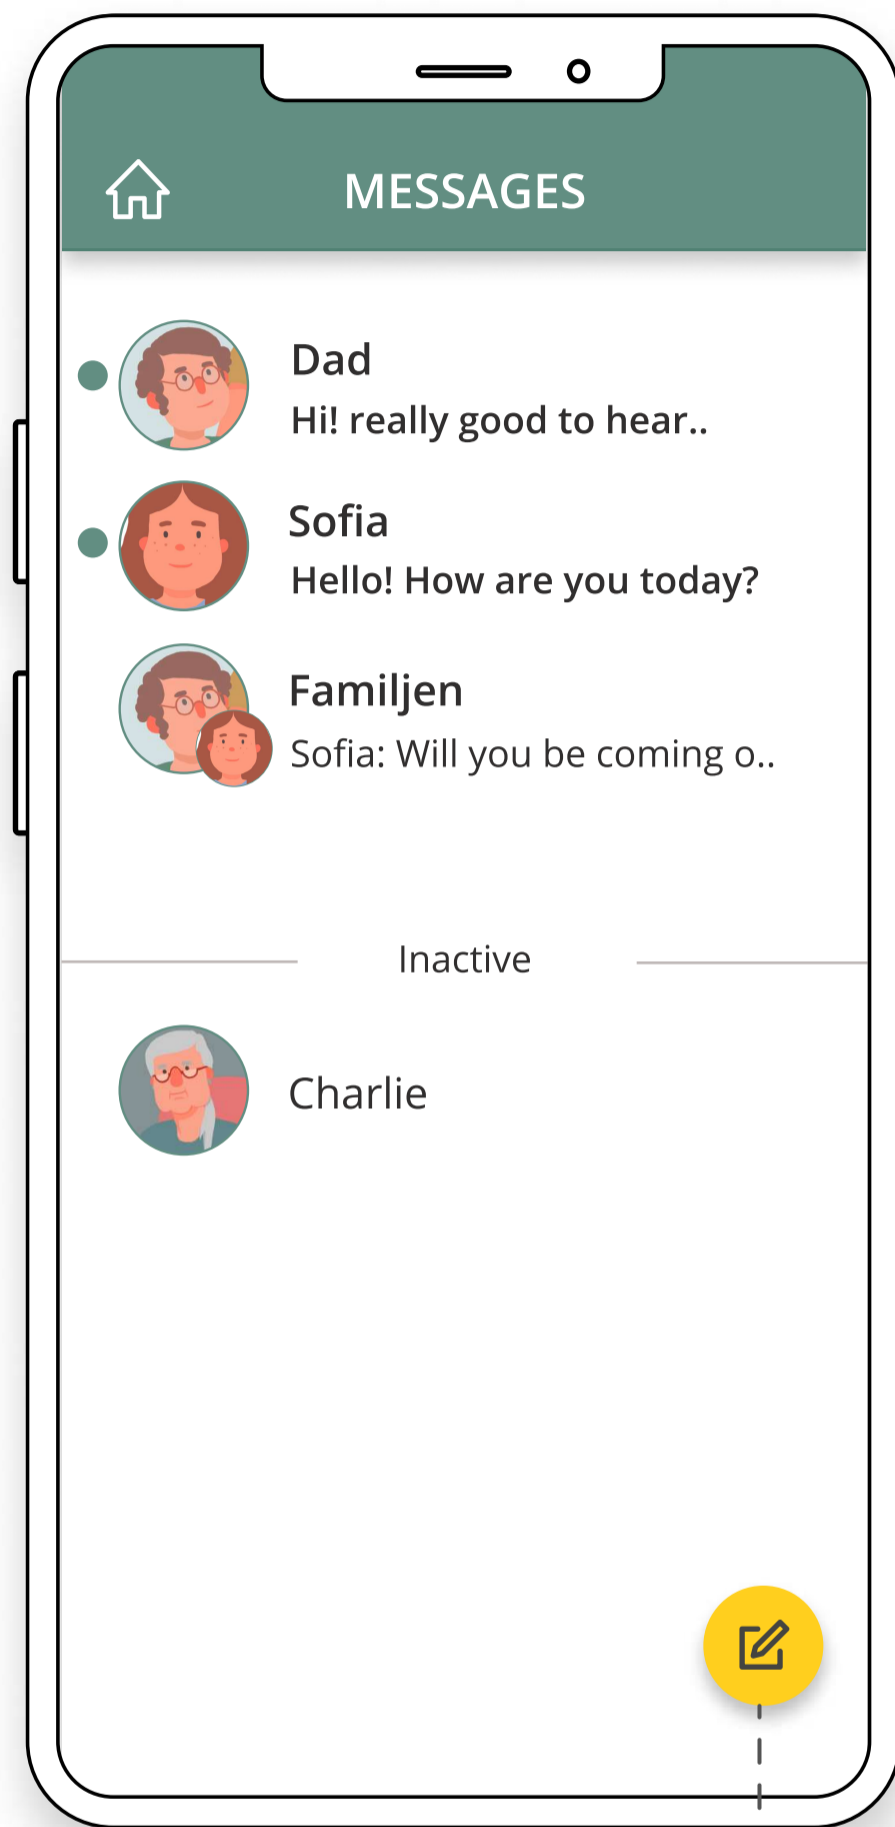 MESSAGES
Dad
Hi! really good to hear..
Sofia
Hello! How are you today?
Familjen
Sofia: Will you be coming o..
Inactive
Charlie